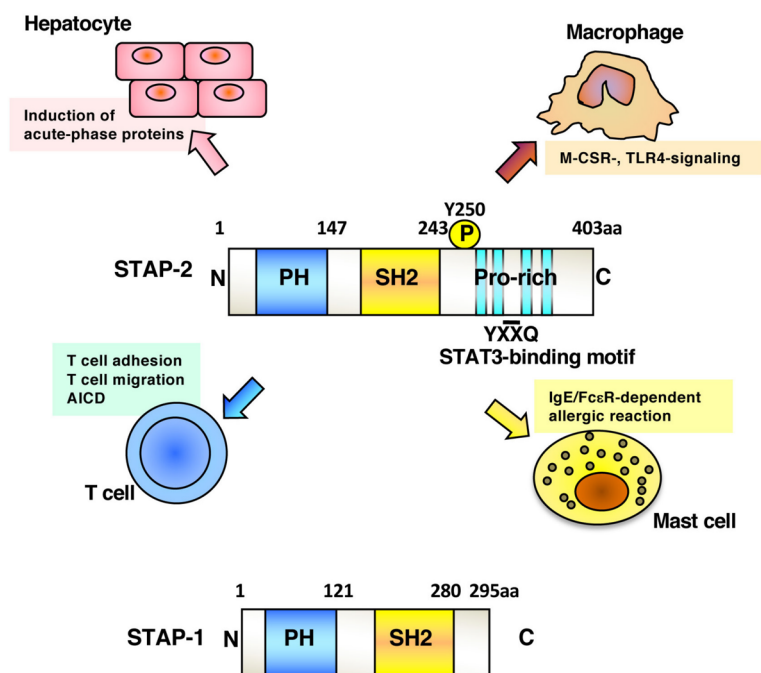 Hepatocyte
Macrophage
Induction of
acute-phase proteins
M-CSR-, TLR4-signaling
Y250
P
1 147 243 403aa
STAP-2 N PH SH2 Pro-rich C
YXXQ
STAT3-binding motif
T cell adhesion
T cell migration
AICD
IgE/FcεR-dependent
allergic reaction
T cell
Mast cell
1 121 280 295aa
STAP-1 N PH SH2 C